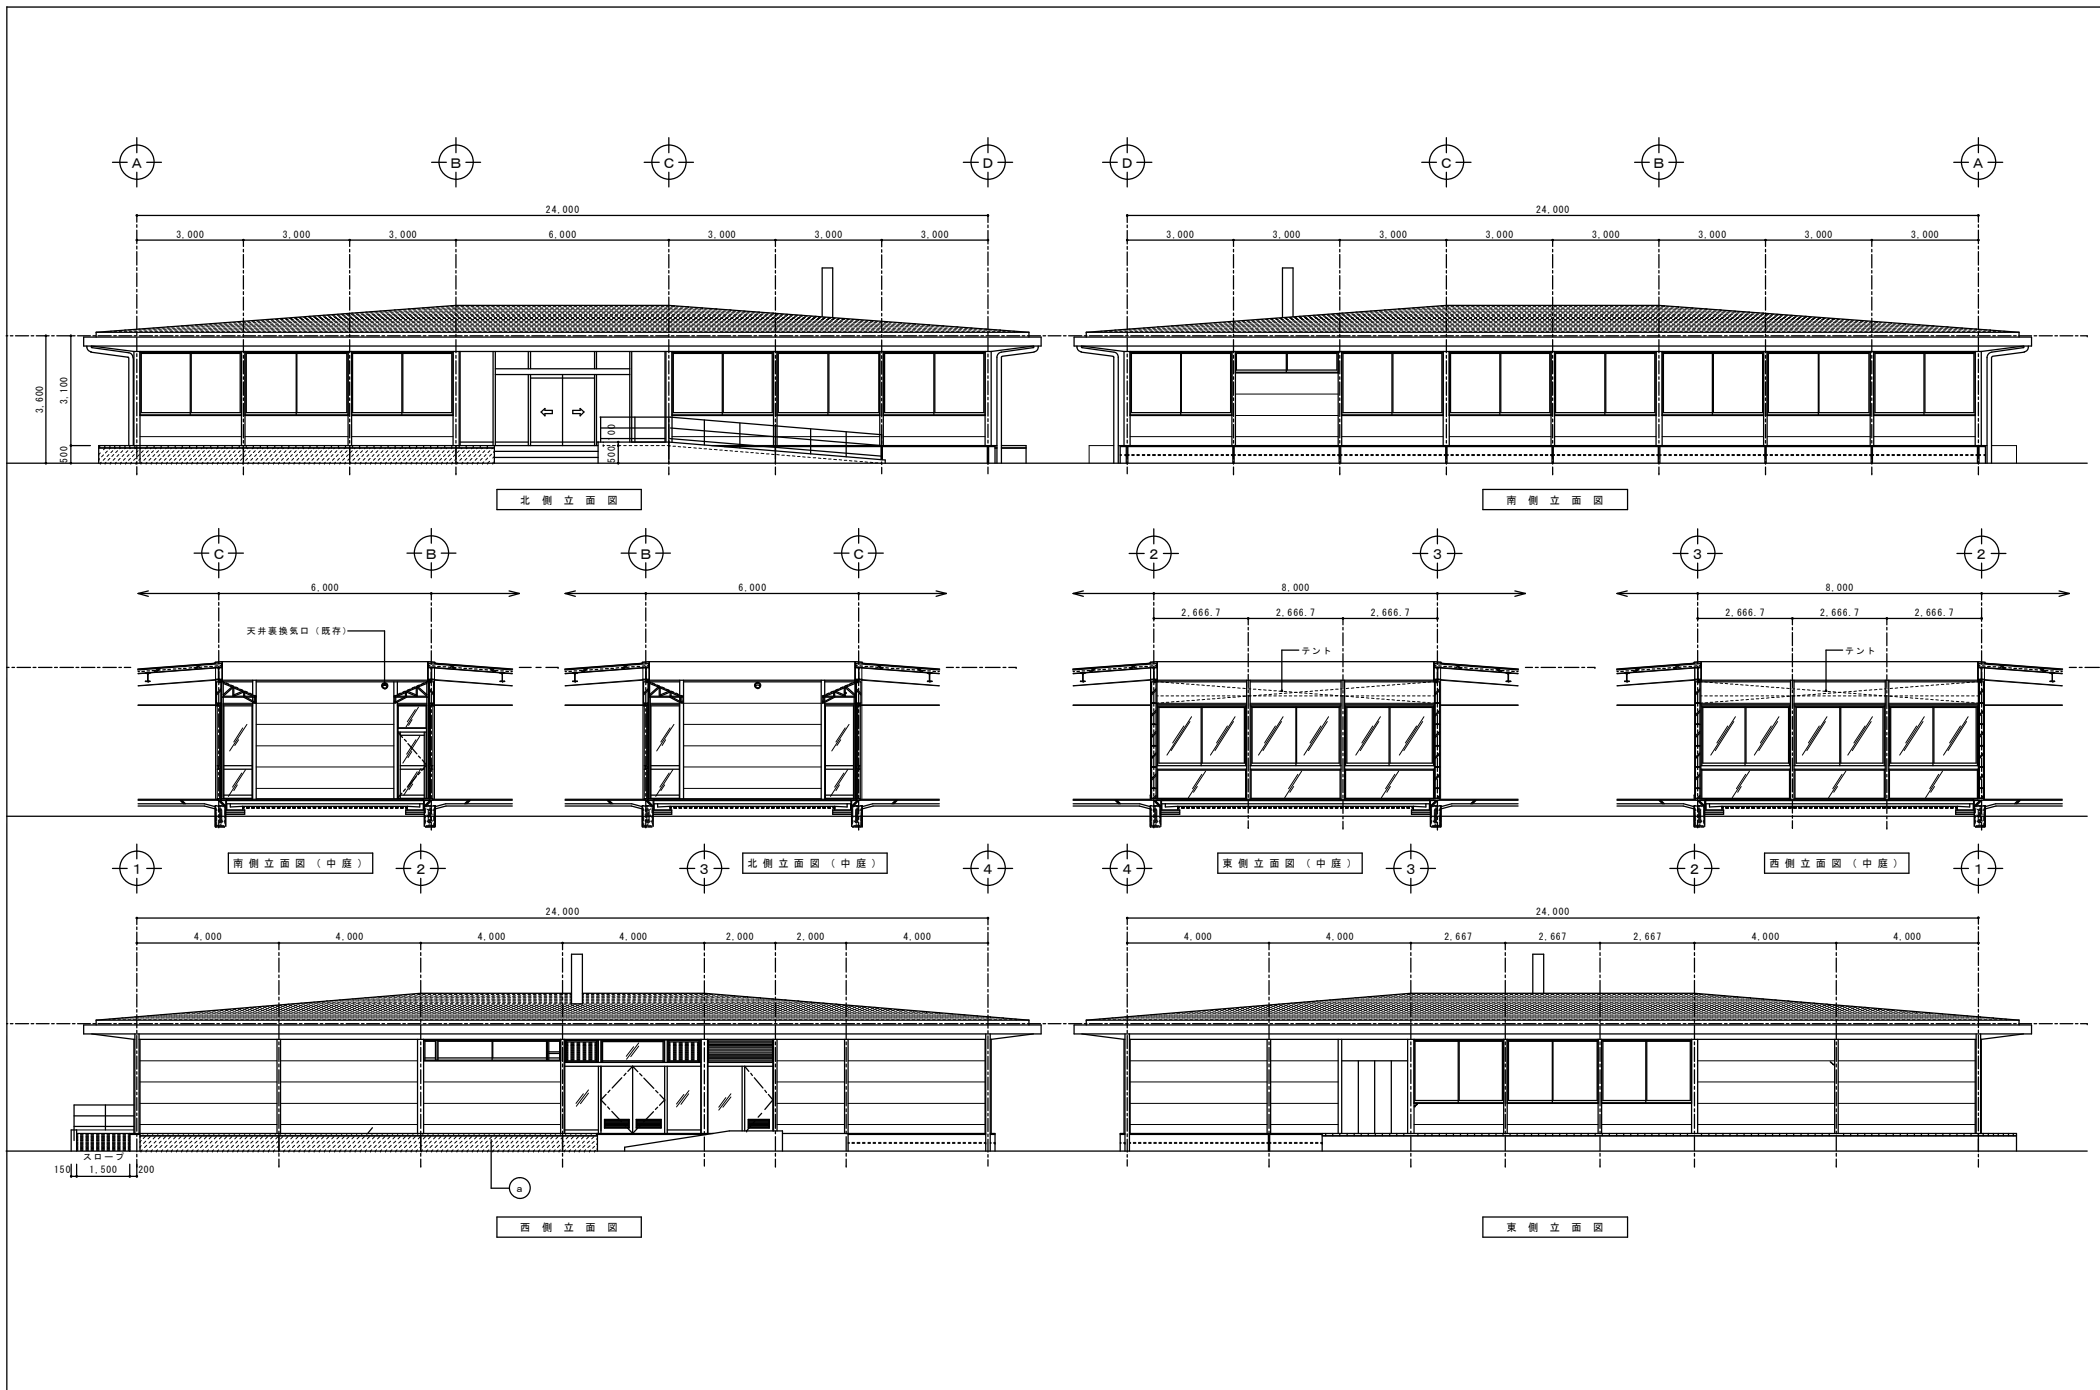 A B C D D C B A
24,000 24,000
3,000 3,000 3,000 6,000 3,000 3,000 3,000 3,000 3,000 3,000 3,000 3,000 3,000 3,000 3,000
3,600
3,100
500
500
100
北側立面図 南側立面図
C B B C 2 3 3 2
6,000 6,000 8,000 8,000
2,666.7 2,666.7 2,666.7 2,666.7 2,666.7 2,666.7
天井裏換気口(既存)
テント テント
南側立面図(中庭) 北側立面図(中庭) 東側立面図(中庭) 西側立面図(中庭)
1 2 3 4 4 3 2 1
24,000 24,000
4,000 4,000 4,000 4,000 2,000 2,000 4,000 4,000 4,000 2,667 2,667 2,667 4,000 4,000
スロープ
150 1,500 200
a
西側立面図 東側立面図